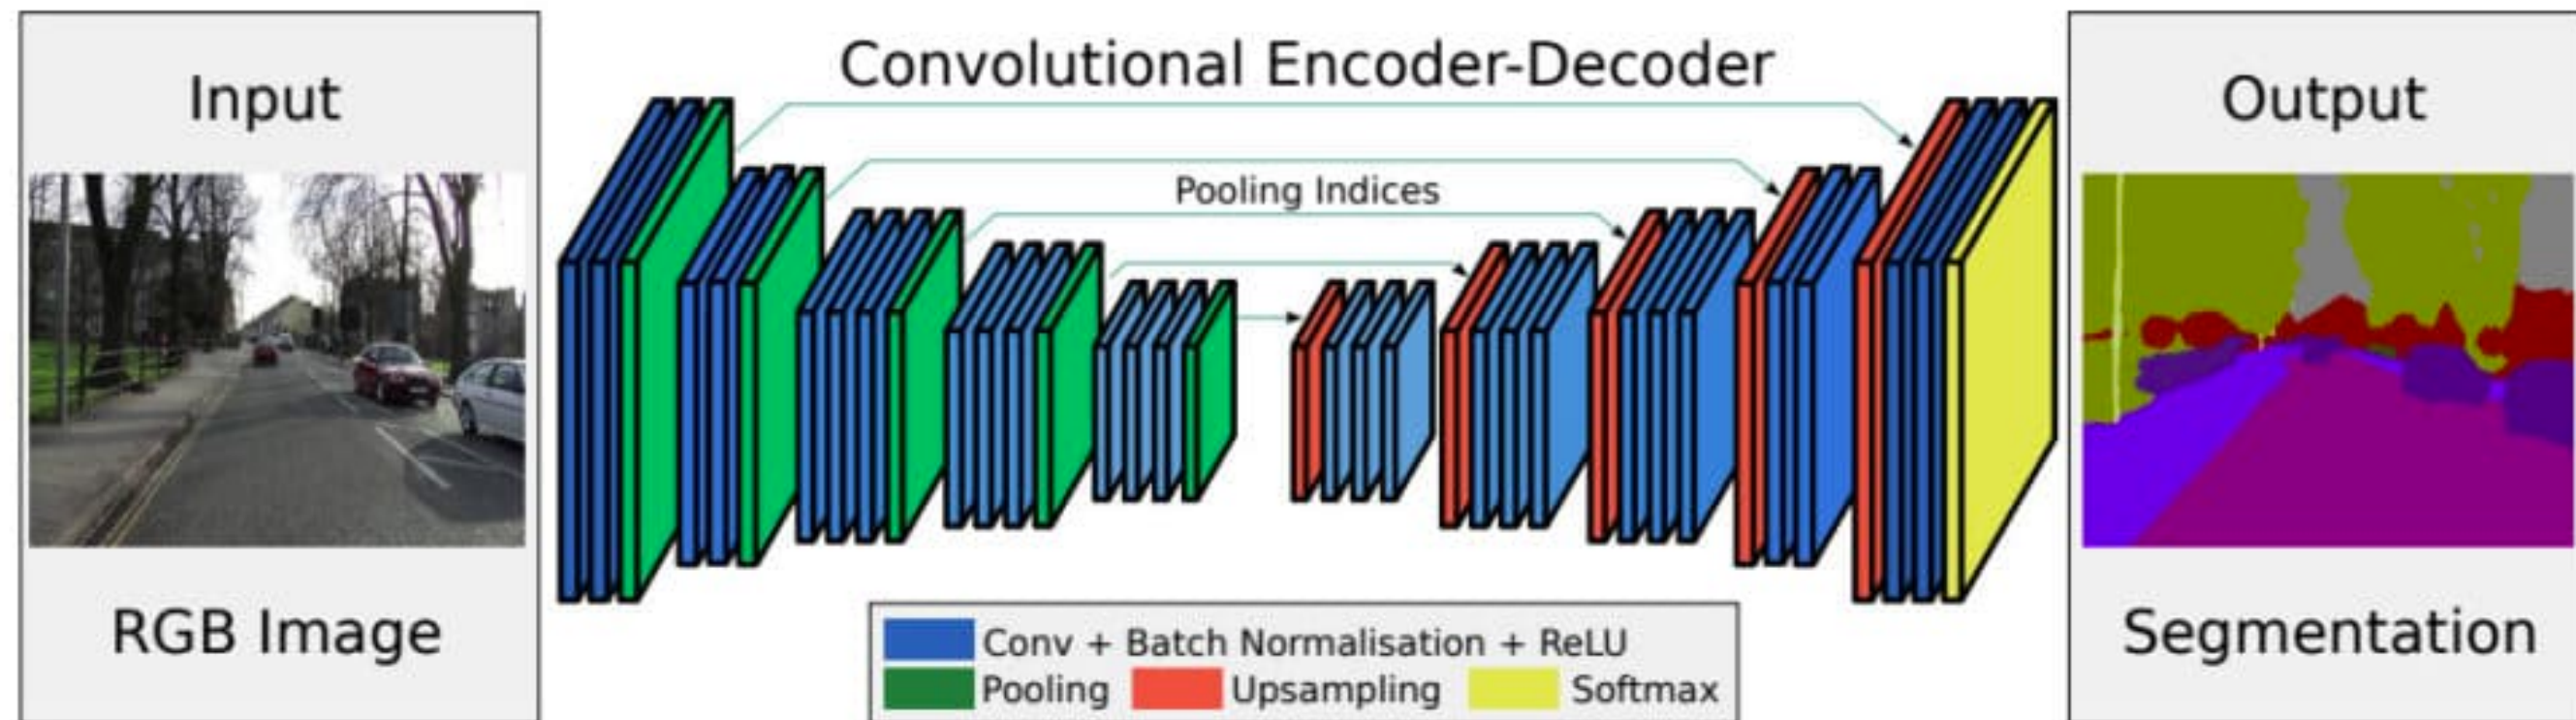 Input
RGB Image
Convolutional Encoder-Decoder
Pooling Indices
Conv + Batch Normalisation + ReLU
Pooling Upsampling Softmax
Output
Segmentation